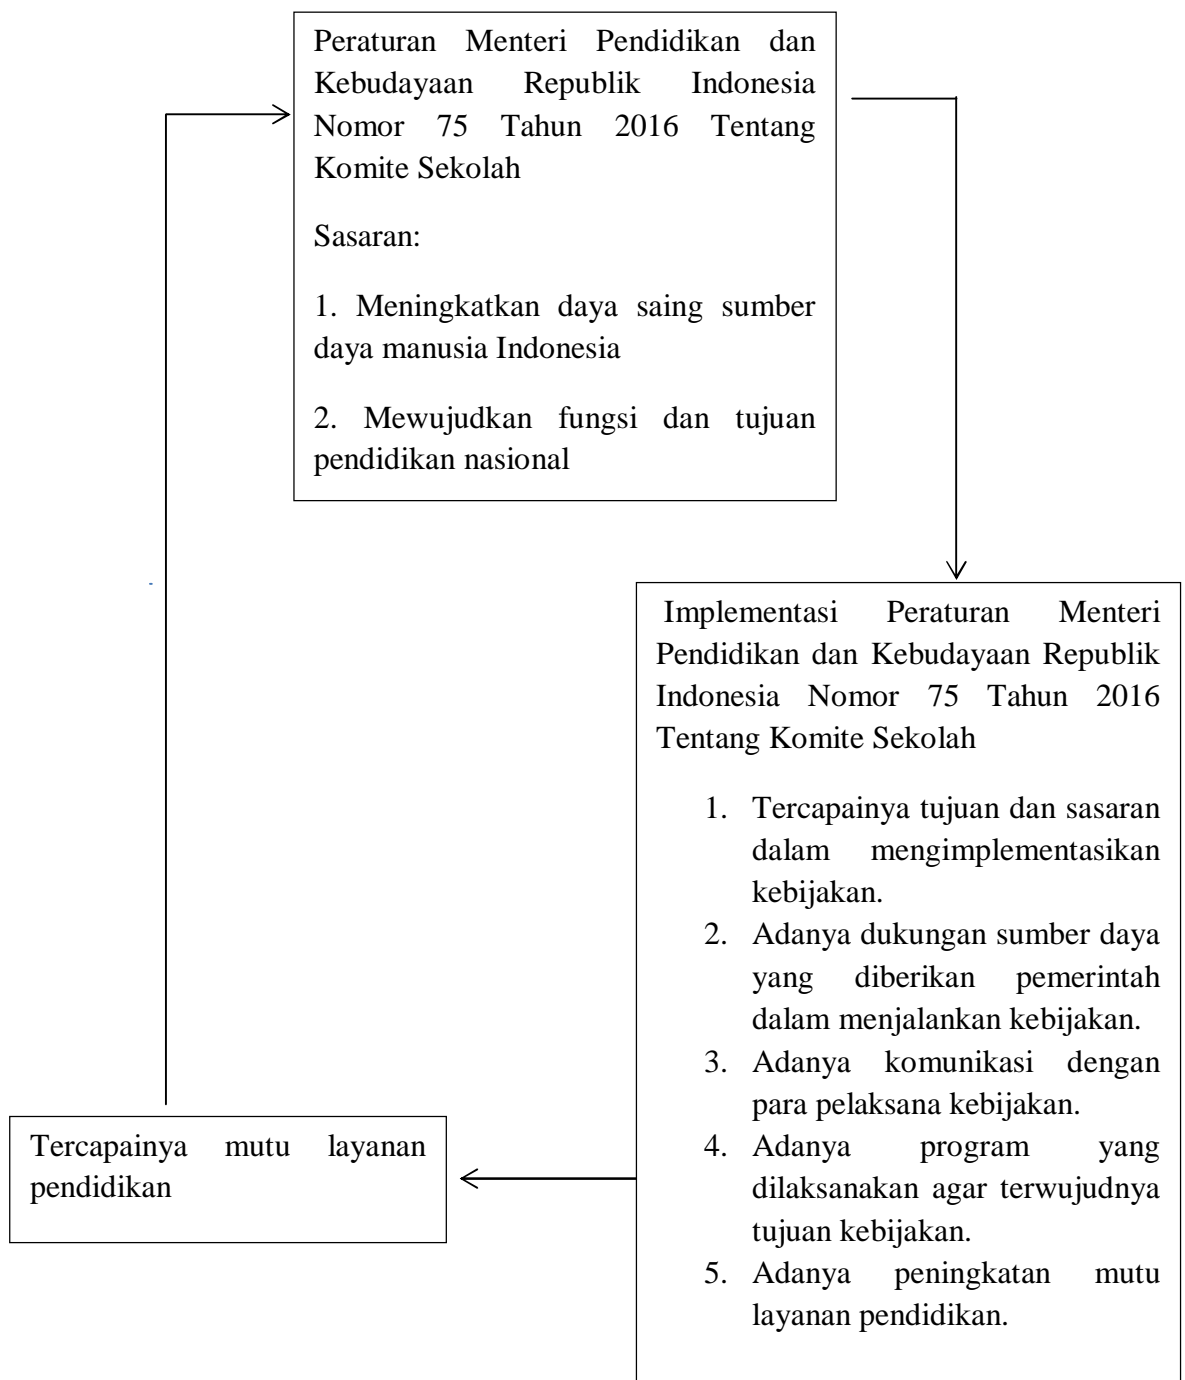 Peraturan Menteri Pendidikan dan
Kebudayaan Republik Indonesia
Nomor 75 Tahun 2016 Tentang
Komite Sekolah
Sasaran:
1. Meningkatkan daya saing sumber
daya manusia Indonesia
2. Mewujudkan fungsi dan tujuan
pendidikan nasional
Implementasi Peraturan Menteri
Pendidikan dan Kebudayaan Republik
Indonesia Nomor 75 Tahun 2016
Tentang Komite Sekolah
1. Tercapainya tujuan dan sasaran
dalam mengimplementasikan
kebijakan.
2. Adanya dukungan sumber daya
yang diberikan pemerintah
dalam menjalankan kebijakan.
3. Adanya komunikasi dengan
para pelaksana kebijakan.
4. Adanya program yang
dilaksanakan agar terwujudnya
tujuan kebijakan.
5. Adanya peningkatan mutu
layanan pendidikan.
Tercapainya mutu layanan
pendidikan